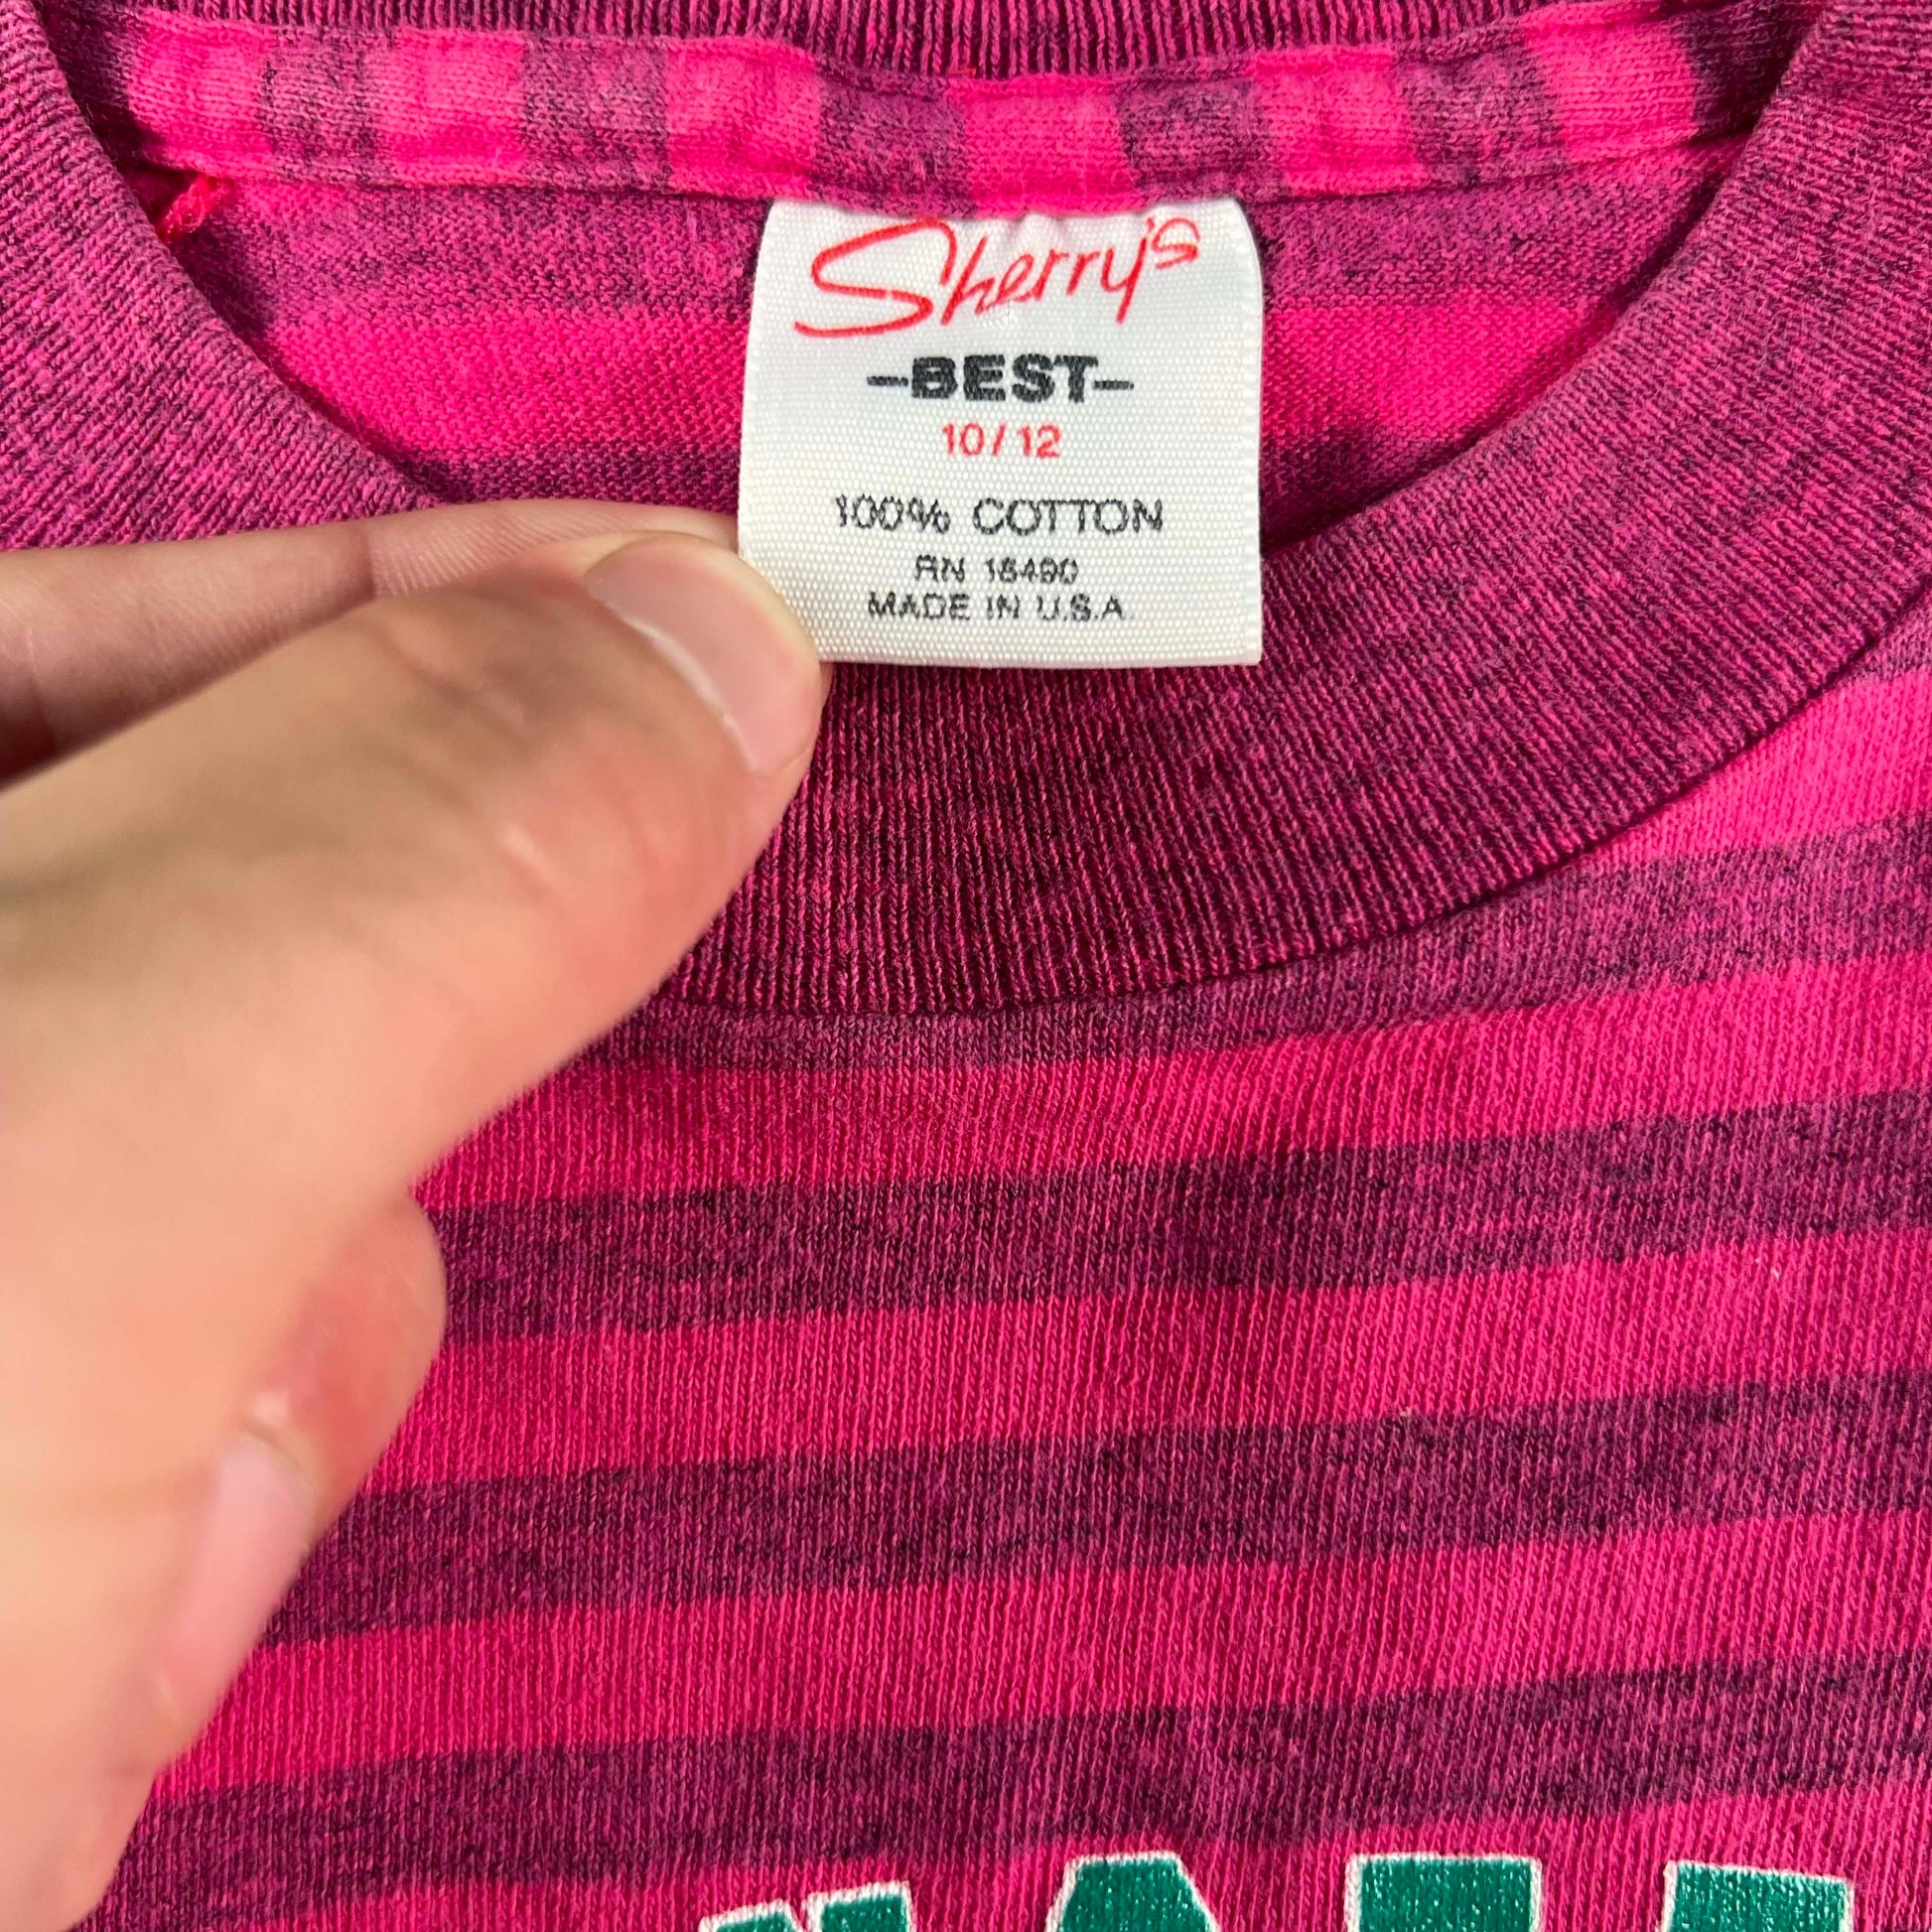 Sherry's
-BEST-
10/12
100% COTTON
RN 16490
MADE IN U.S.A.